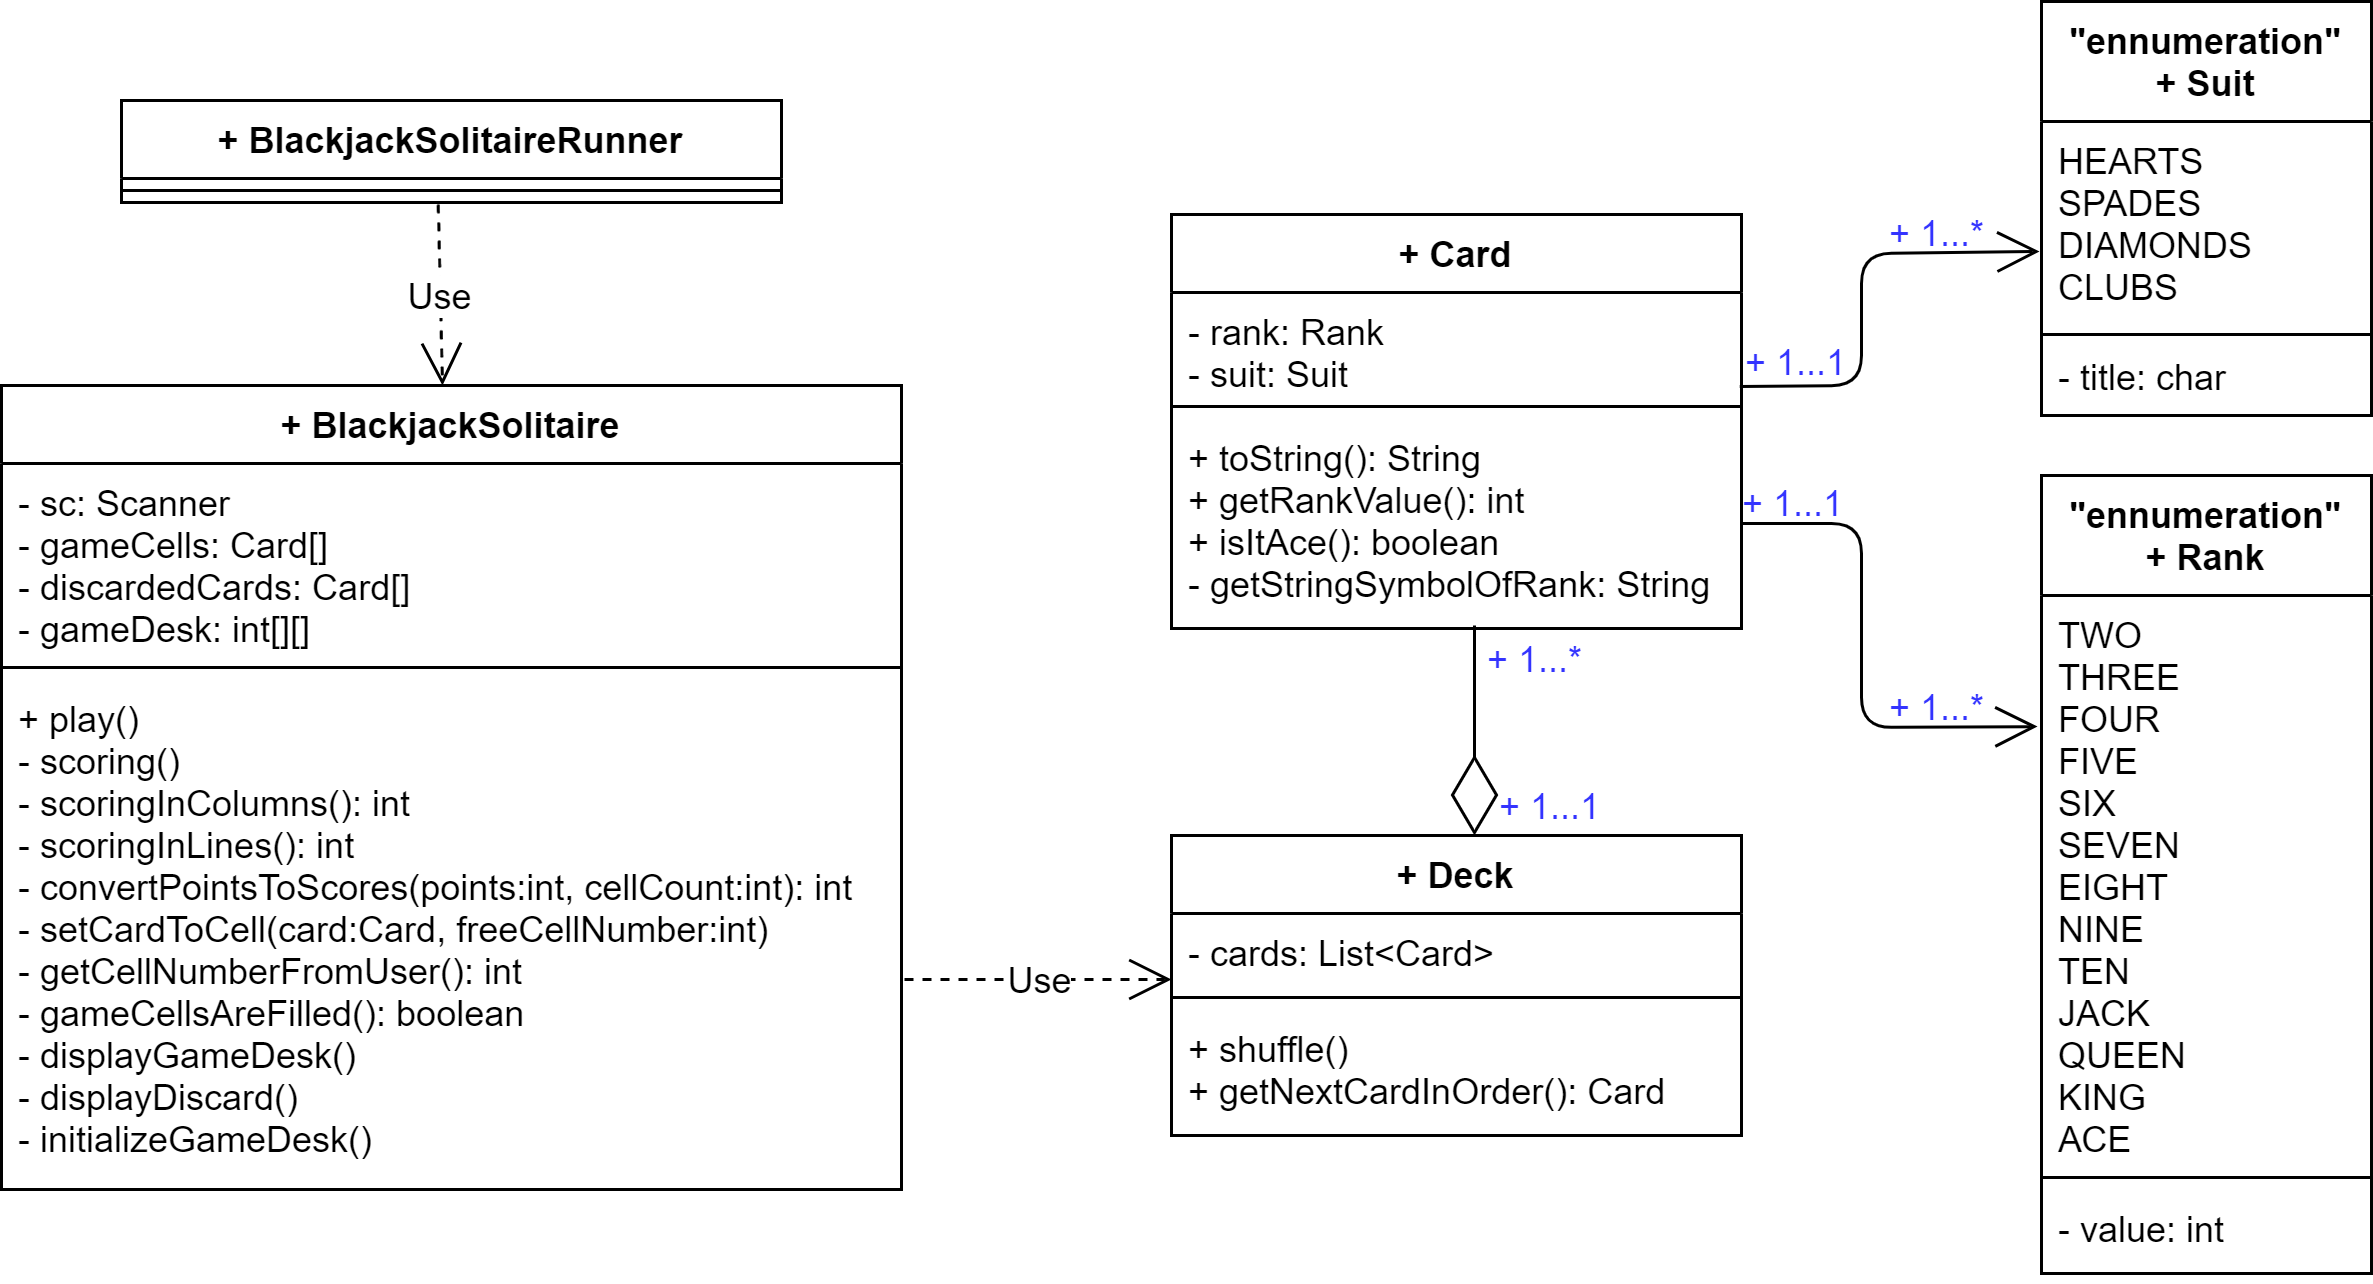 + BlackjackSolitaireRunner
Use
+ BlackjackSolitaire
- sc: Scanner
- gameCells: Card[]
- discardedCards: Card[]
- gameDesk: int[][]
+ play()
- scoring()
- scoringInColumns(): int
- scoringInLines(): int
- convertPointsToScores(points:int, cellCount:int): int
- setCardToCell(card:Card, freeCellNumber:int)
- getCellNumberFromUser(): int
- gameCellsAreFilled(): boolean
- displayGameDesk()
- displayDiscard()
- initializeGameDesk()
Use
+ Card
- rank: Rank
- suit: Suit
+ toString(): String
+ getRankValue(): int
+ isItAce(): boolean
- getStringSymbolOfRank: String
+ 1...*
+ 1...1
+ Deck
- cards: List<Card>
+ shuffle()
+ getNextCardInOrder(): Card
+ 1...1
+ 1...*
+ 1...1
+ 1...*
"ennumeration"
+ Suit
HEARTS
SPADES
DIAMONDS
CLUBS
- title: char
"ennumeration"
+ Rank
TWO
THREE
FOUR
FIVE
SIX
SEVEN
EIGHT
NINE
TEN
JACK
QUEEN
KING
ACE
- value: int